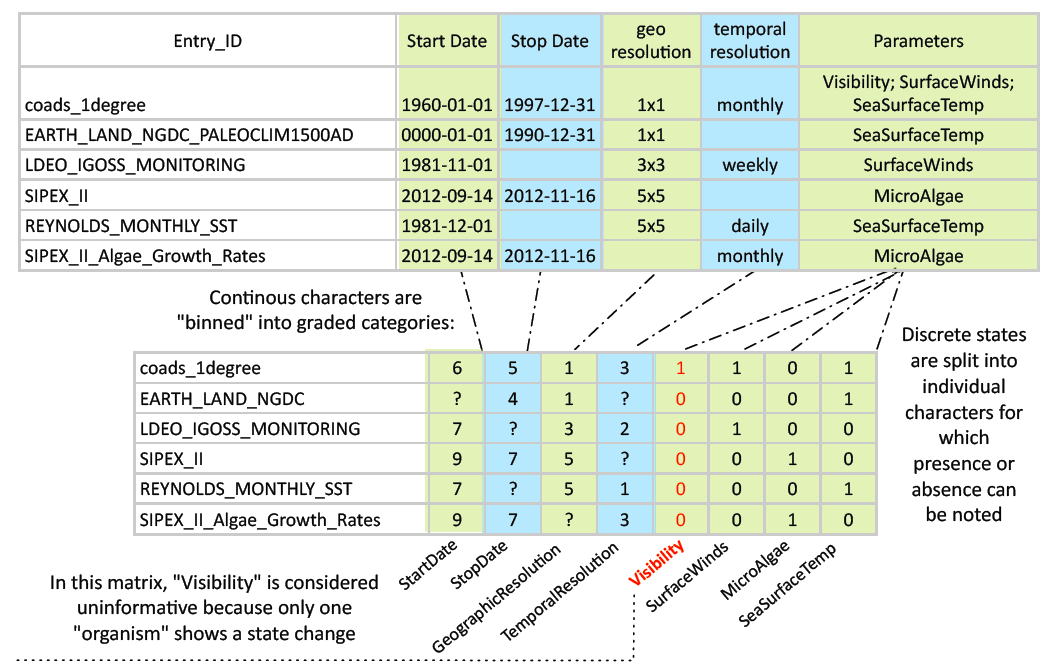 Entry_ID Start Date Stop Date geo resolution temporal resolution Parameters
coads_1degree 1960-01-01 1997-12-31 1x1 monthly Visibility; SurfaceWinds; SeaSurfaceTemp
EARTH_LAND_NGDC_PALEOCLIM1500AD 0000-01-01 1990-12-31 1x1 SeaSurfaceTemp
LDEO_IGOSS_MONITORING 1981-11-01 3x3 weekly SurfaceWinds
SIPEX_II 2012-09-14 2012-11-16 5x5 MicroAlgae
REYNOLDS_MONTHLY_SST 1981-12-01 5x5 daily SeaSurfaceTemp
SIPEX_II_Algae_Growth_Rates 2012-09-14 2012-11-16 monthly MicroAlgae
Continous characters are
"binned" into graded categories:
coads_1degree 6 5 1 3 1 1 0 1
EARTH_LAND_NGDC ? 4 1 ? 0 0 0 1
LDEO_IGOSS_MONITORING 7 ? 3 2 0 1 0 0
SIPEX_II 9 7 5 ? 0 0 1 0
REYNOLDS_MONTHLY_SST 7 ? 5 1 0 0 0 1
SIPEX_II_Algae_Growth_Rates 9 7 ? 3 0 0 1 0
StartDate StopDate GeographicResolution TemporalResolution Visibility SurfaceWinds MicroAlgae SeaSurfaceTemp
Discrete states
are split into
individual
characters for
which
presence or
absence can
be noted
In this matrix, "Visibility" is considered
uninformative because only one
"organism" shows a state change